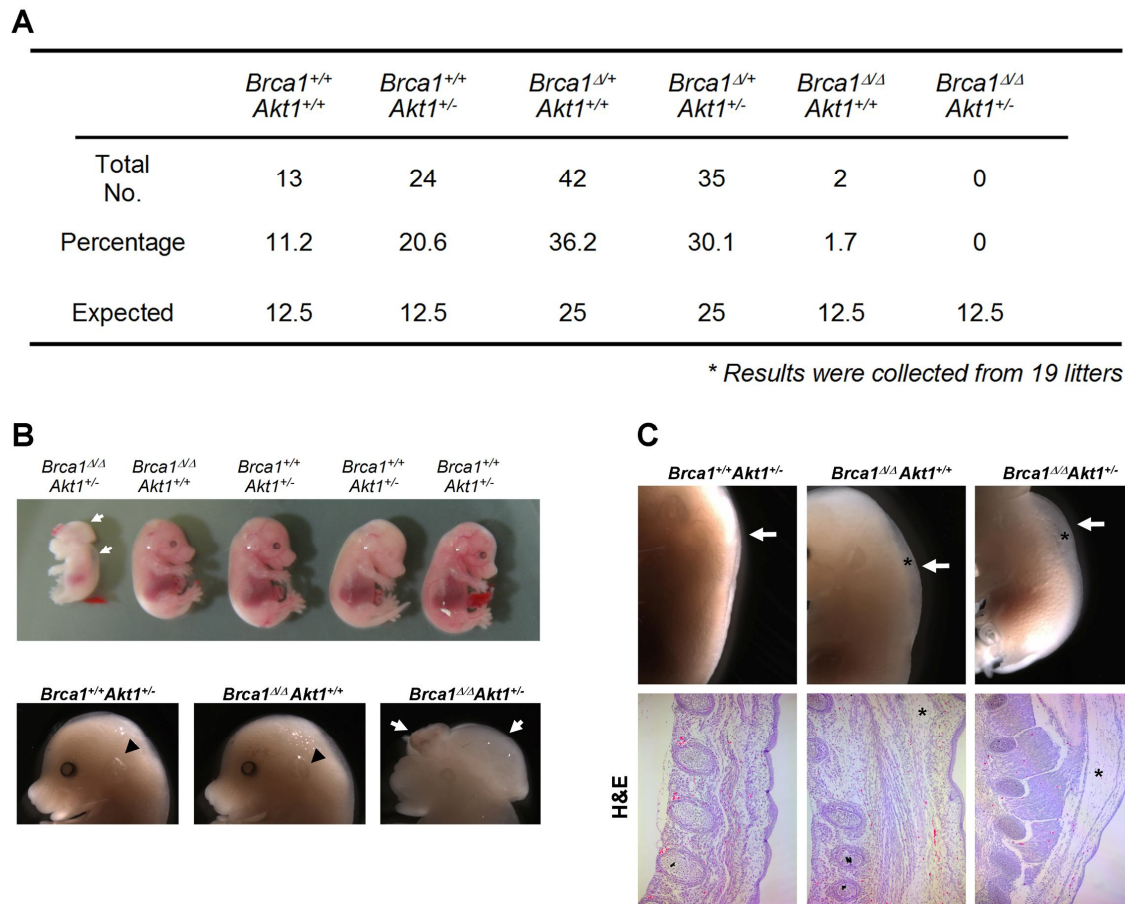 A
Brca1+/+ Brca1+/+ Brca1Δ/+ Brca1Δ/+ Brca1Δ/Δ Brca1Δ/Δ
Akt1+/+ Akt1+/- Akt1+/+ Akt1+/- Akt1+/+ Akt1+/-
Total
No. 13 24 42 35 2 0
Percentage 11.2 20.6 36.2 30.1 1.7 0
Expected 12.5 12.5 25 25 12.5 12.5
* Results were collected from 19 litters
B
Brca1Δ/Δ Brca1Δ/Δ Brca1+/+ Brca1+/+ Brca1+/+
Akt1+/- Akt1+/+ Akt1+/- Akt1+/- Akt1+/-
Brca1+/+Akt1+/- Brca1Δ/Δ Akt1+/+ Brca1Δ/ΔAkt1+/-
C
Brca1+/+Akt1+/- Brca1Δ/Δ Akt1+/+ Brca1Δ/ΔAkt1+/-
* *
H&E
* *